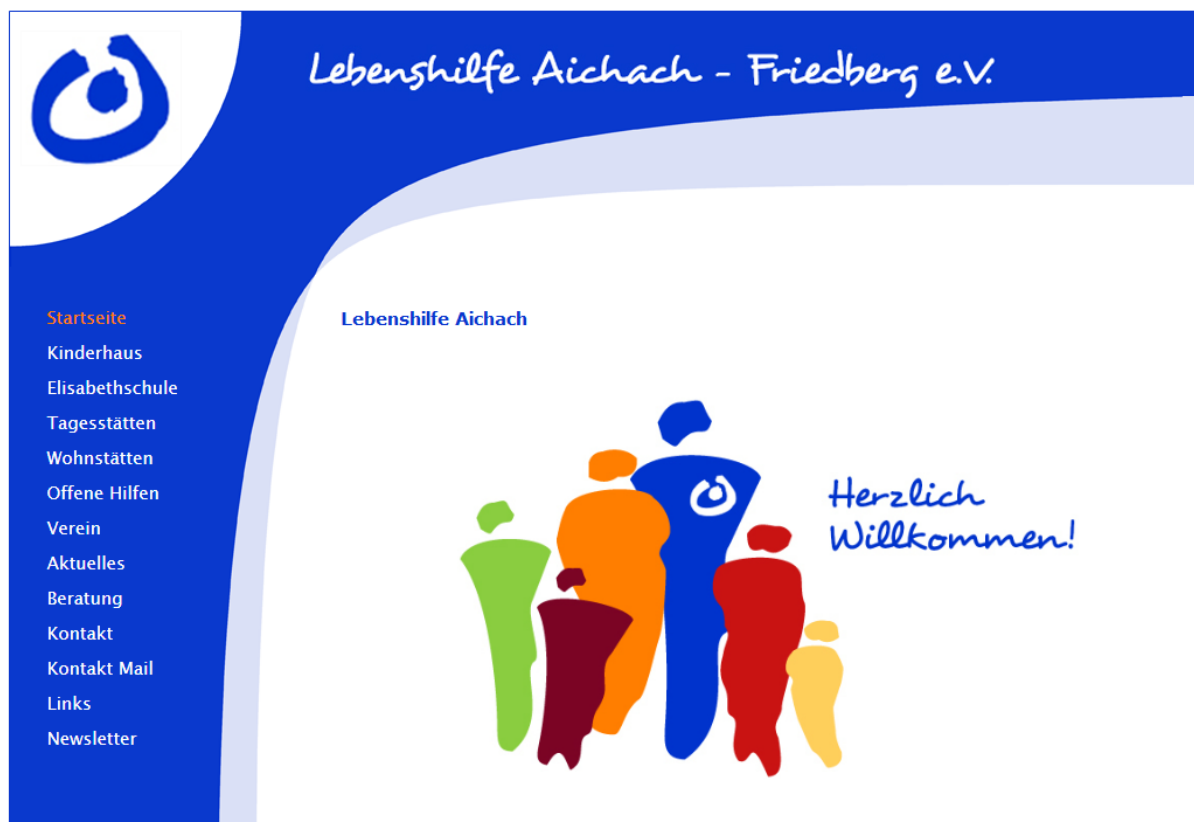 Lebenshilfe Aichach - Friedberg e.V.
Startseite
Kinderhaus
Elisabethschule
Tagesstätten
Wohnstätten
Offene Hilfen
Verein
Aktuelles
Beratung
Kontakt
Kontakt Mail
Links
Newsletter
Lebenshilfe Aichach
Herzlich
Willkommen!